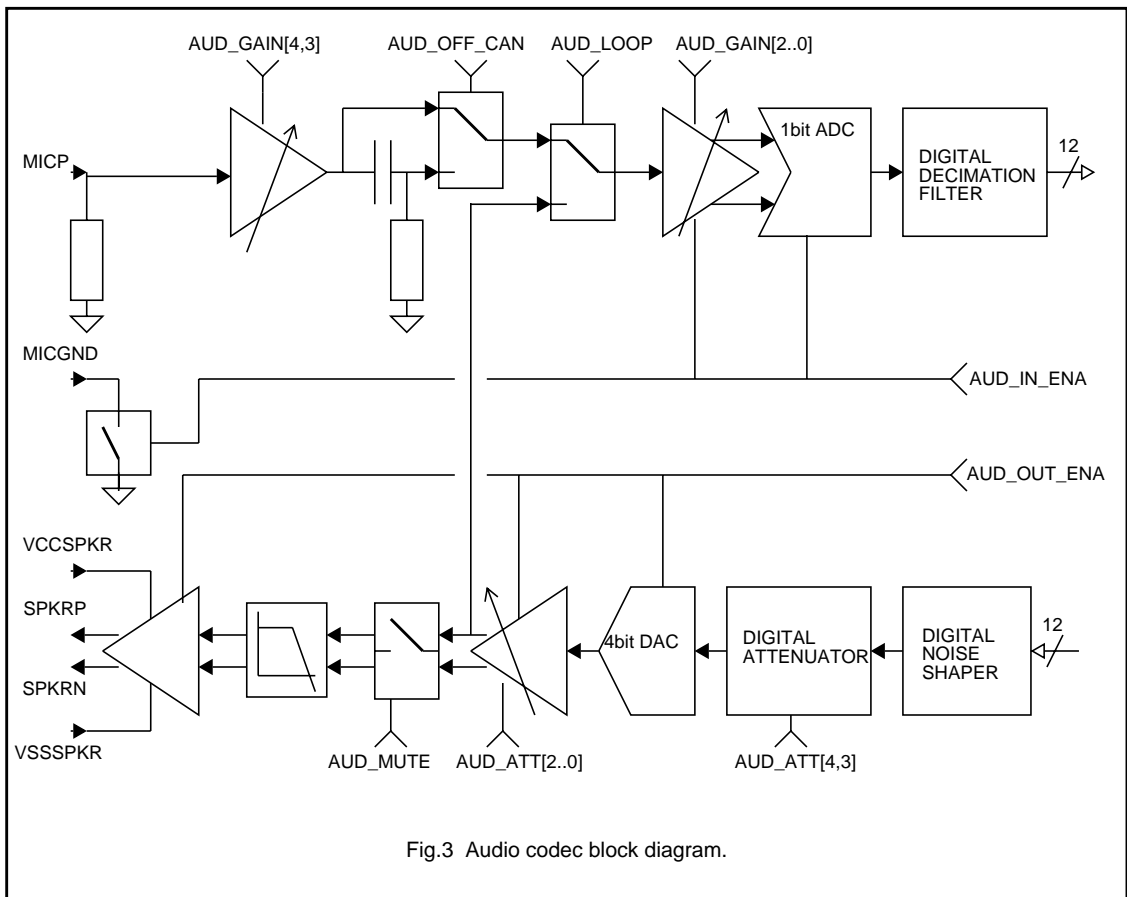 AUD_GAIN[4,3]
AUD_OFF_CAN
AUD_LOOP
AUD_GAIN[2..0]
MICP
1bit ADC
DIGITAL
DECIMATION
FILTER
12
MICGND
AUD_IN_ENA
AUD_OUT_ENA
VCCSPKR
SPKRP
SPKRN
VSSSPKR
4bit DAC
DIGITAL
ATTENUATOR
DIGITAL
NOISE
SHAPER
12
AUD_MUTE
AUD_ATT[2..0]
AUD_ATT[4,3]
Fig.3 Audio codec block diagram.